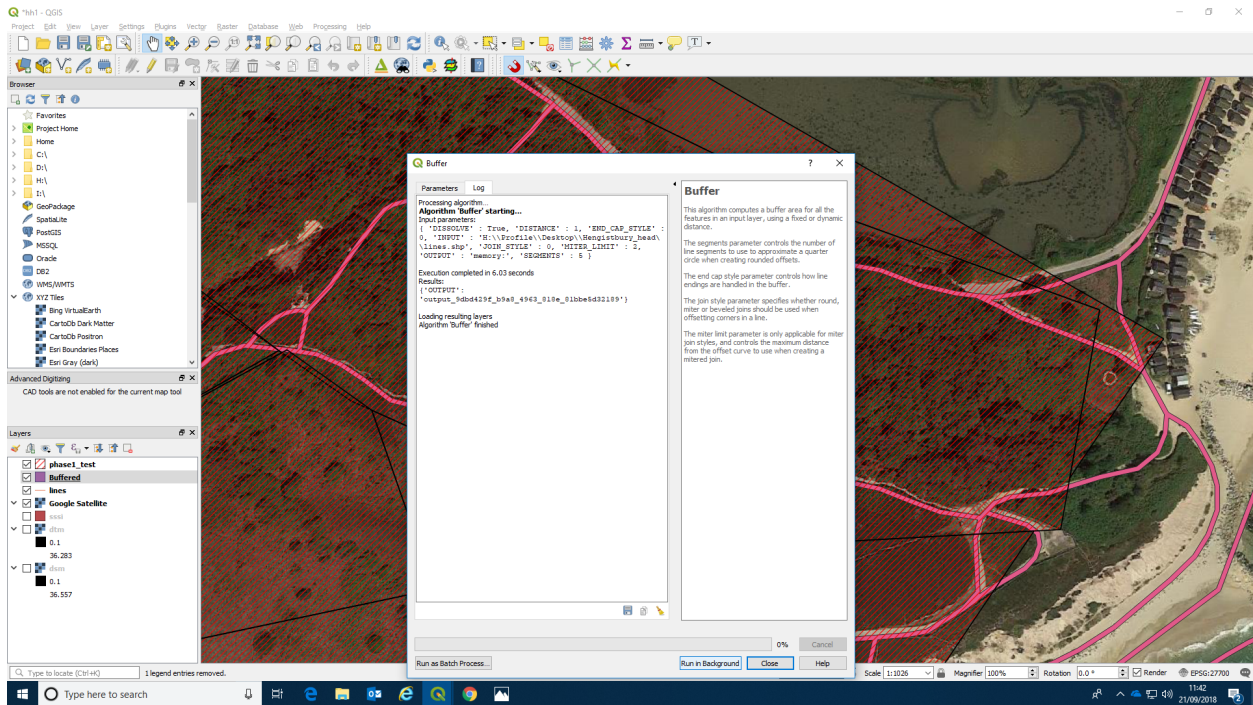 *hh1 - QGIS
Project Edit View Layer Settings Plugins Vector Raster Database Web Processing Help
Browser
Favorites
Project Home
Home
C:\
D:\
H:\
I:\
GeoPackage
SpatiaLite
PostGIS
MSSQL
Oracle
DB2
WMS/WMTS
XYZ Tiles
Bing VirtualEarth
CartoDb Dark Matter
CartoDb Positron
Esri Boundaries Places
Esri Gray (dark)
Advanced Digitizing
CAD tools are not enabled for the current map tool
Layers
phase1_test
Buffered
lines
Google Satellite
sssi
dtm
0.1
36.283
dsm
0.1
36.557
Buffer
Parameters Log
Processing algorithm...
Algorithm 'Buffer' starting...
Input parameters:
{ 'DISSOLVE' : True, 'DISTANCE' : 1, 'END_CAP_STYLE' :
0, 'INPUT' : 'H:\\Profile\\Desktop\\Hengistbury_head\
\lines.shp', 'JOIN_STYLE' : 0, 'MITER_LIMIT' : 2,
'OUTPUT' : 'memory:', 'SEGMENTS' : 5 }
Execution completed in 6.03 seconds
Results:
{'OUTPUT':
Loading resulting layers
Algorithm 'Buffer' finished
Buffer
This algorithm computes a buffer area for all the
features in an input layer, using a fixed or dynamic
distance.
The segments parameter controls the number of
line segments to use to approximate a quarter
circle when creating rounded offsets.
The end cap style parameter controls how line
endings are handled in the buffer.
The join style parameter specifies whether round,
miter or beveled joins should be used when
offsetting corners in a line.
The miter limit parameter is only applicable for miter
join styles, and controls the maximum distance
from the offset curve to use when creating a
mitered join.
0% Cancel
Run as Batch Process... Run in Background Close Help
Type to locate (Ctrl+K) 1 legend entries removed. Scale 1:1026 Magnifier 100% Rotation 0.0 ° Render EPSG:27700
Type here to search
11:42
21/09/2018